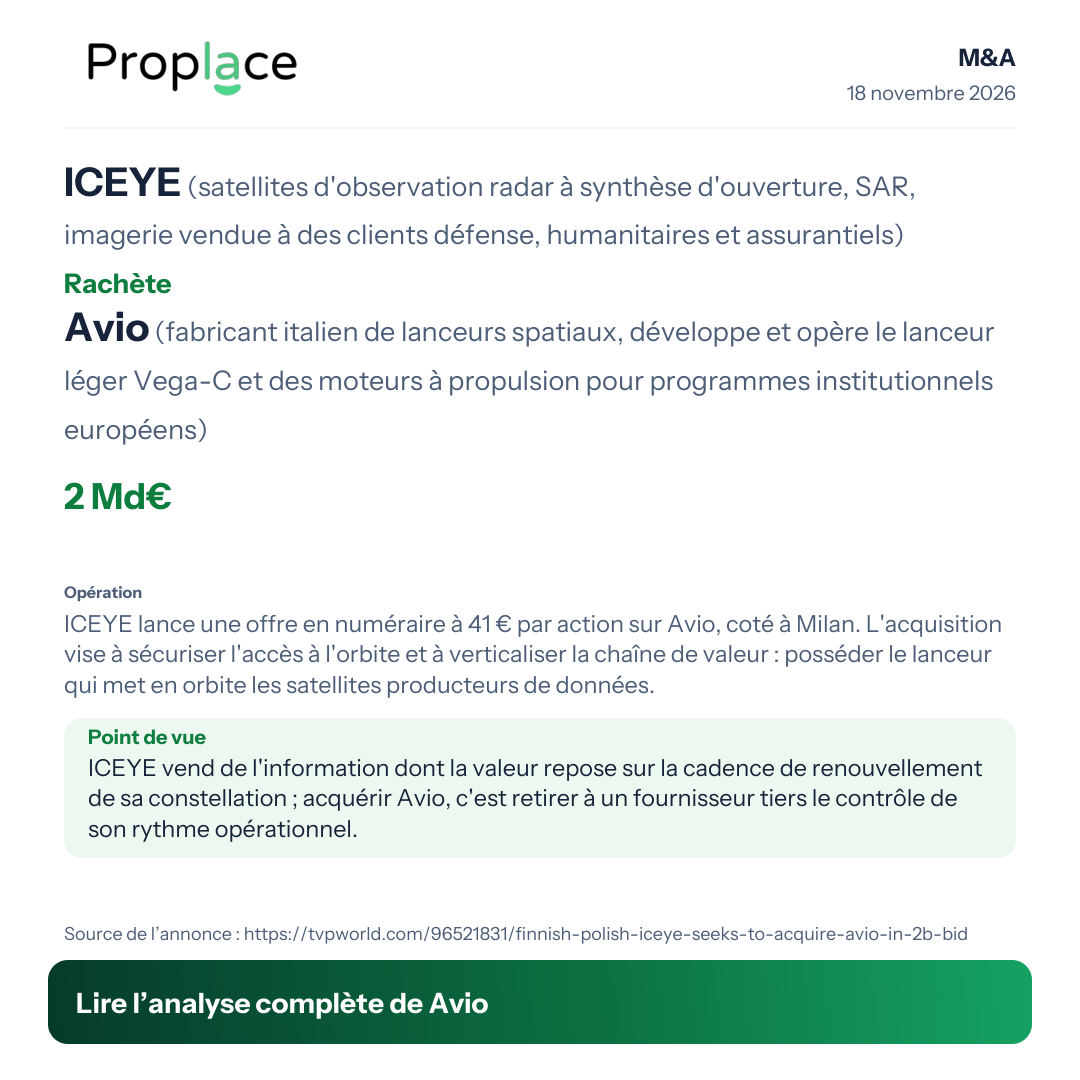 Proplace
M&A
18 novembre 2026
ICEYE (satellites d'observation radar à synthèse d'ouverture, SAR,
imagerie vendue à des clients défense, humanitaires et assurantiels)
Rachète
Avio (fabricant italien de lanceurs spatiaux, développe et opère le lanceur
léger Vega-C et des moteurs à propulsion pour programmes institutionnels
européens)
2 Md€
Opération
ICEYE lance une offre en numéraire à 41 € par action sur Avio, coté à Milan. L'acquisition
vise à sécuriser l'accès à l'orbite et à verticaliser la chaîne de valeur : posséder le lanceur
qui met en orbite les satellites producteurs de données.
Point de vue
ICEYE vend de l'information dont la valeur repose sur la cadence de renouvellement
de sa constellation ; acquérir Avio, c'est retirer à un fournisseur tiers le contrôle de
son rythme opérationnel.
Source de l’annonce : https://tvpworld.com/96521831/finnish-polish-iceye-seeks-to-acquire-avio-in-2b-bid
Lire l’analyse complète de Avio